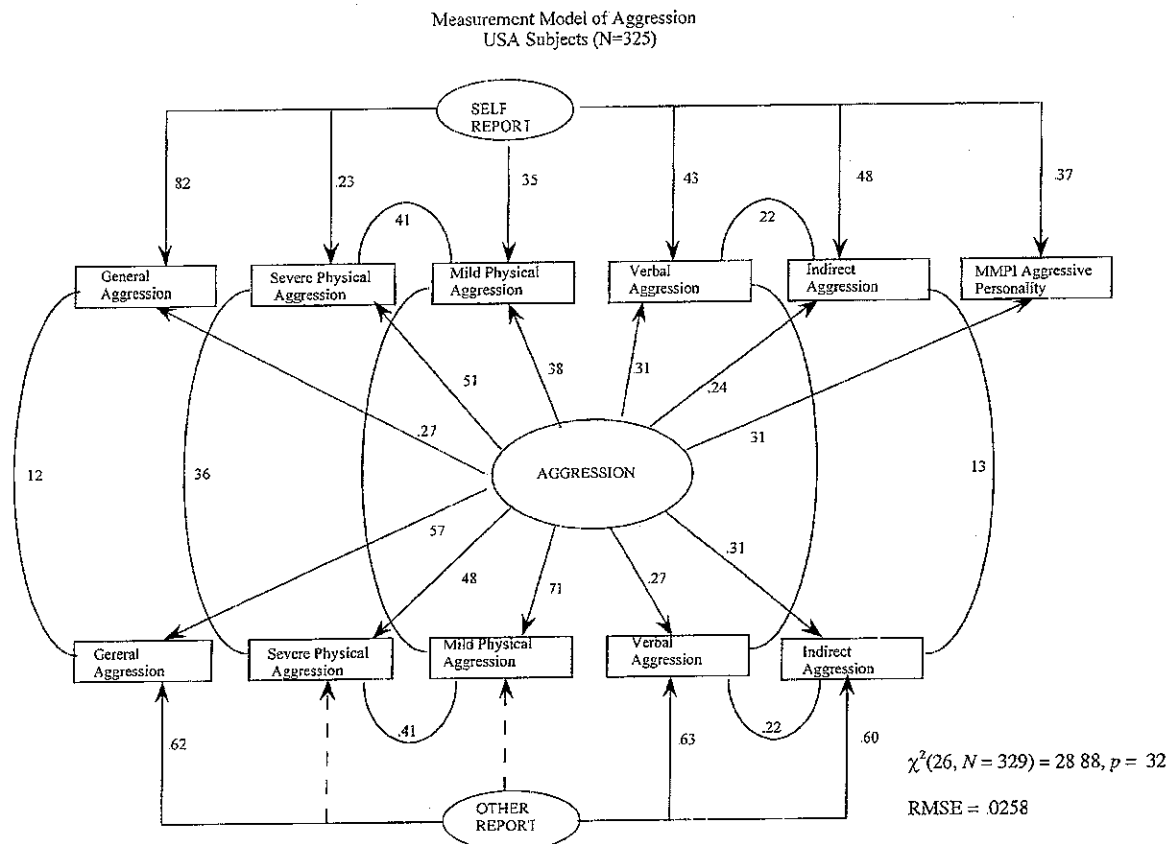 Measurement Model of Aggression
USA Subjects (N=325)
SELF
REPORT
82
.23
35
43
48
.37
41
22
General
Aggression
Severe Physical
Aggression
Mild Physical
Aggression
Verbal
Aggression
Indirect
Aggression
MMPI Aggressive
Personality
51
38
.31
.24
.27
31
12
36
AGGRESSION
13
57
48
71
.27
.31
Gereral
Aggression
Severe Physical
Aggression
Mild Physical
Aggression
Verbal
Aggression
Indirect
Aggression
.62
.41
.63
.22
.60
OTHER
REPORT
χ²(26, N = 329) = 28 88, p = 32
RMSE = 0258